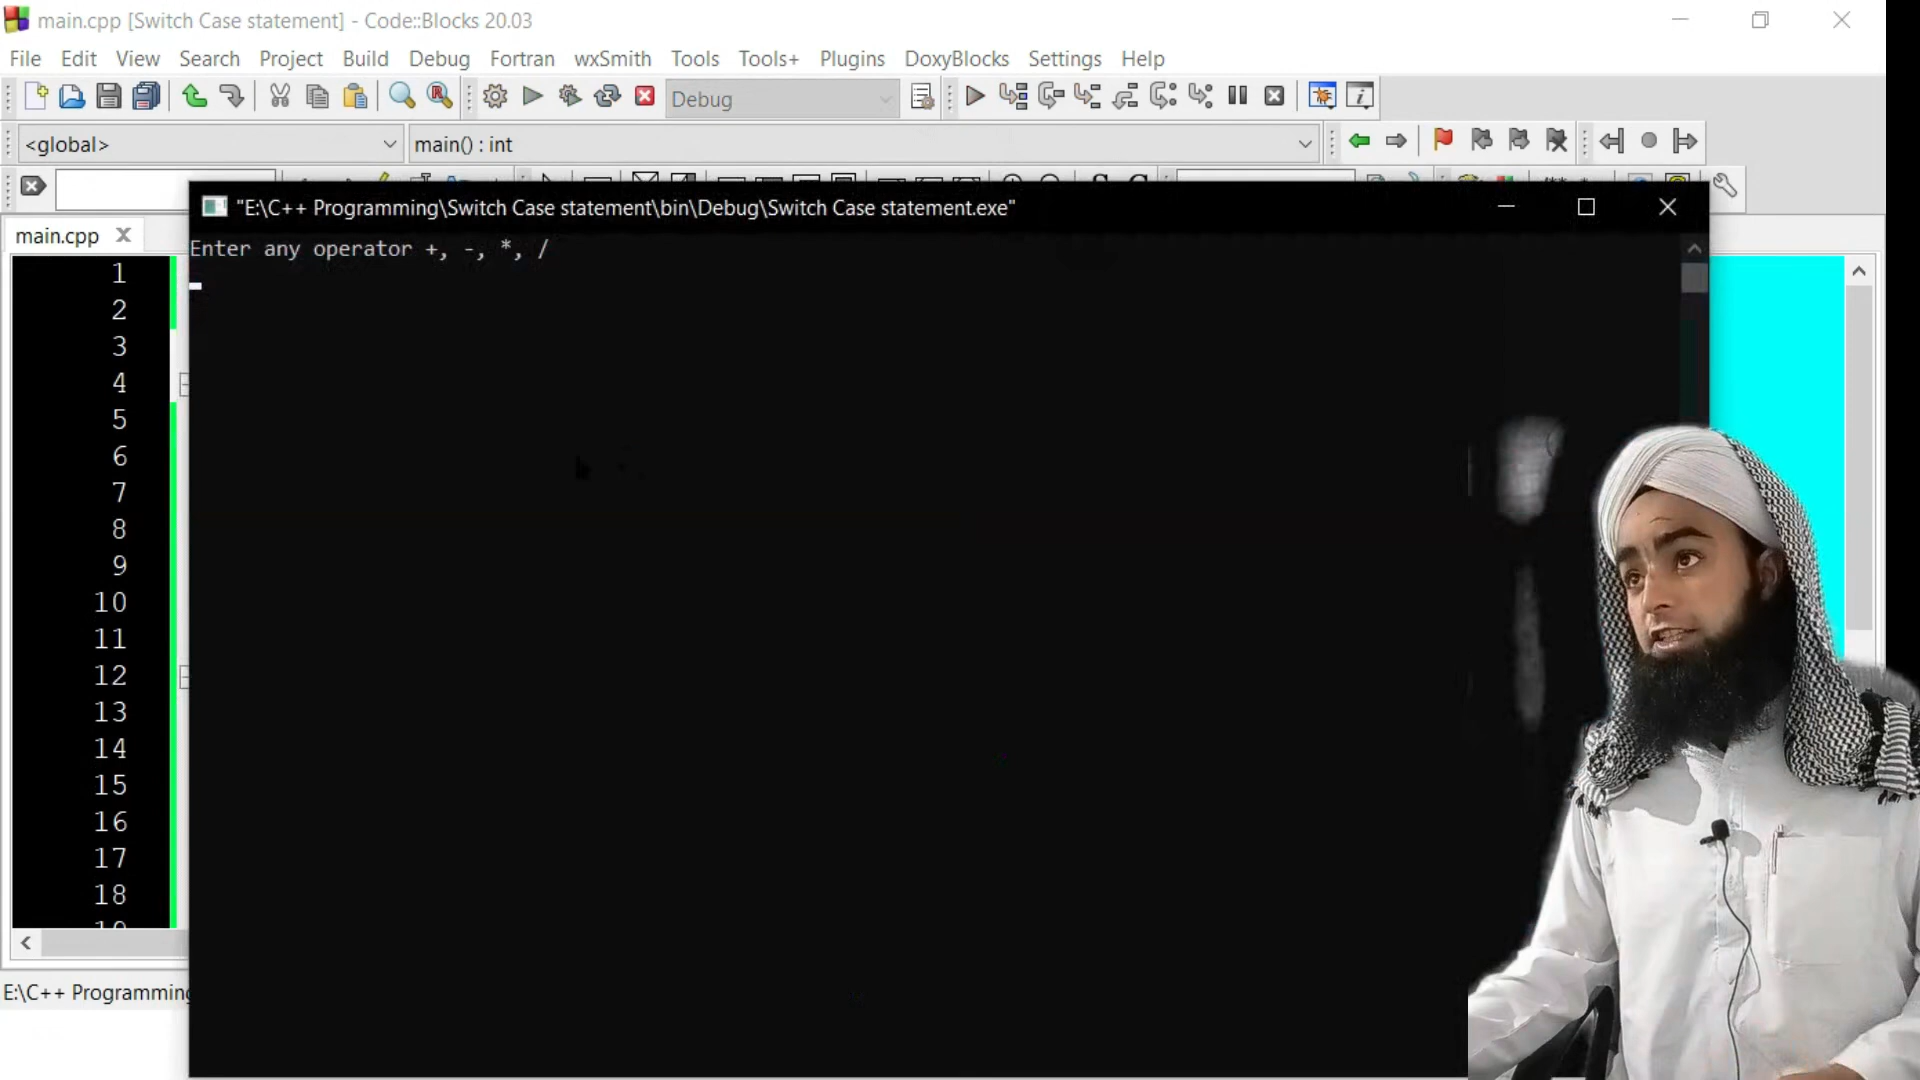 main.cpp [Switch Case statement] - Code::Blocks 20.03
File Edit View Search Project Build Debug Fortran wxSmith Tools Tools+ Plugins DoxyBlocks Settings Help
Debug
<global> main() : int
"E:\C++ Programming\Switch Case statement\bin\Debug\Switch Case statement.exe"
main.cpp
Enter any operator +, -, *, /
1
2
3
4
5
6
7
8
9
10
11
12
13
14
15
16
17
18
E:\C++ Programming